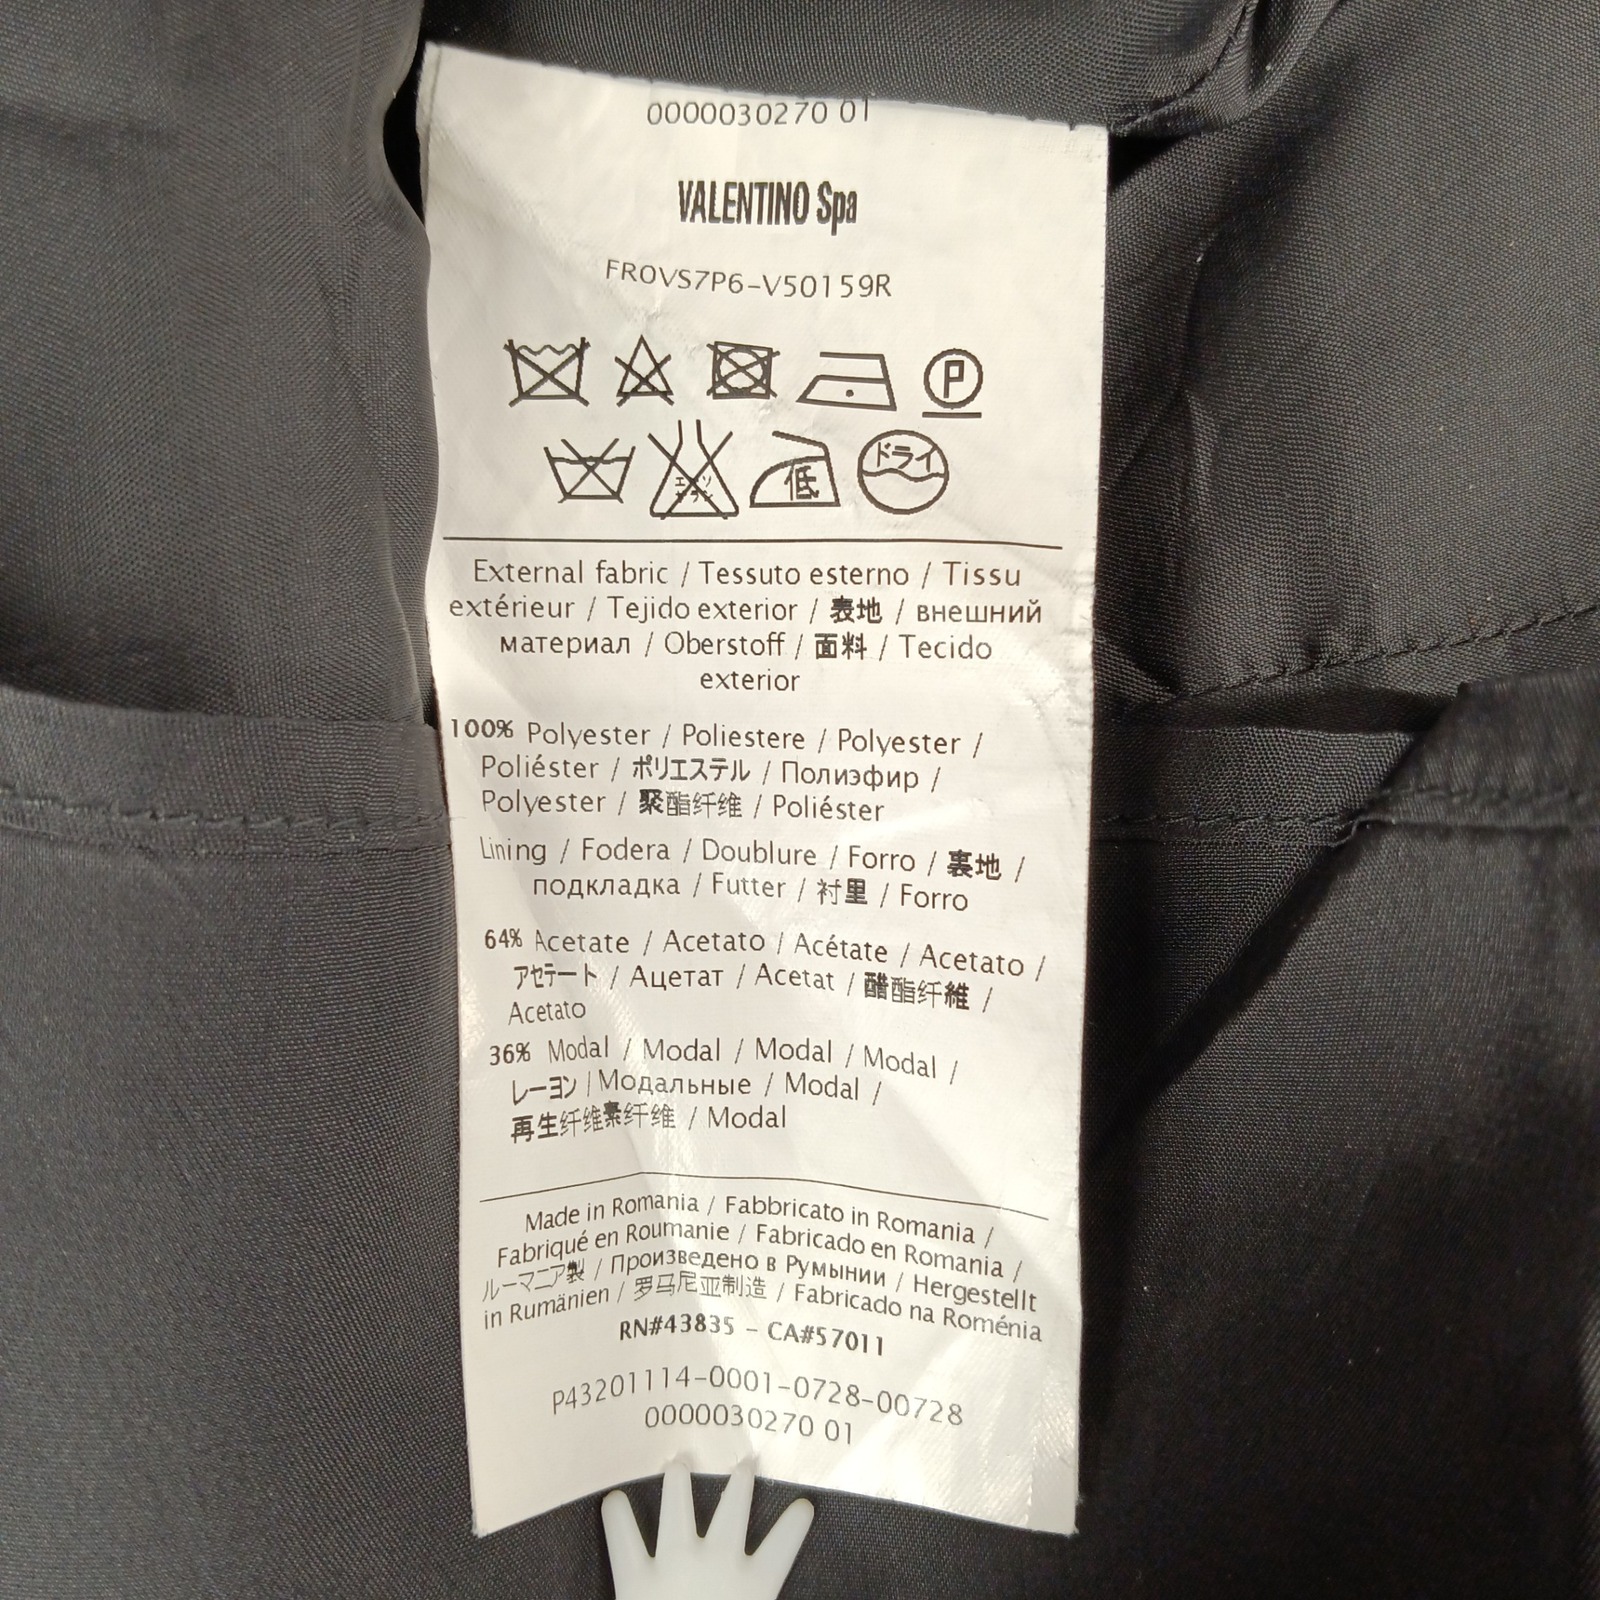 0000030270 01
VALENTINO Spa
FR0VS7P6-V50159R
P
低
ドライ
External fabric / Tessuto esterno / Tissu
extérieur / Tejido exterior / 表地 / внешний
материал / Oberstoff / 面料 / Tecido
exterior
100% Polyester / Poliestere / Polyester /
Poliéster / ポリエステル / Полиэфир /
Polyester / 聚酯纤维 / Poliéster
Lining / Fodera / Doublure / Forro / 裏地 /
подкладка / Futter / 衬里 / Forro
64% Acetate / Acetato / Acétate / Acetato /
アセテート / Ацетат / Acetat / 醋酯纤維 /
Acetato
36% Modal / Modal / Modal / Modal /
レーヨン / Модальные / Modal /
再生纤维素纤维 / Modal
Made in Romania / Fabbricato in Romania /
Fabriqué en Roumanie / Fabricado en Romania /
ルーマニア製 / Произведено в Румынии / Hergestellt
in Rumänien / 罗马尼亚制造 / Fabricado na Roménia
RN#43835 - CA#57011
P43201114-0001-0728-00728
0000030270 01